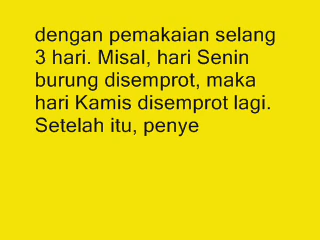 dengan pemakaian selang
3 hari. Misal, hari Senin
burung disemprot, maka
hari Kamis disemprot lagi.
Setelah itu, penye